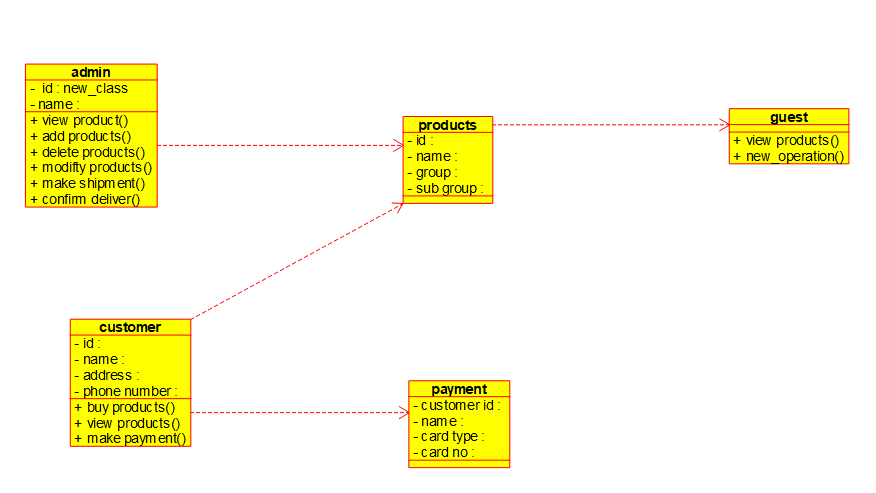 admin
- id : new_class
- name :
+ view product()
+ add products()
+ delete products()
+ modifty products()
+ make shipment()
+ confirm deliver()
products
- id :
- name :
- group :
- sub group :
guest
+ view products()
+ new_operation()
customer
- id :
- name :
- address :
- phone number :
+ buy products()
+ view products()
+ make payment()
payment
- customer id :
- name :
- card type :
- card no :